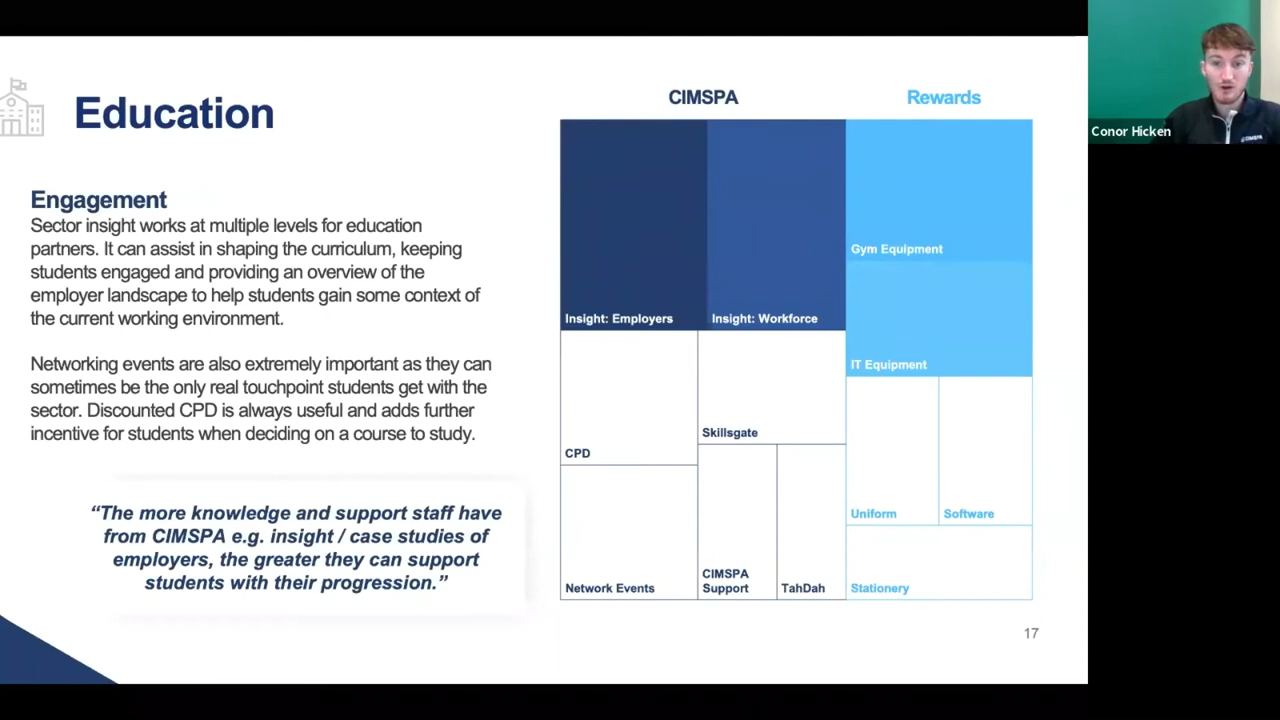 Education
Engagement
Sector insight works at multiple levels for education
partners. It can assist in shaping the curriculum, keeping
students engaged and providing an overview of the
employer landscape to help students gain some context of
the current working environment.
Networking events are also extremely important as they can
sometimes be the only real touchpoint students get with the
sector. Discounted CPD is always useful and adds further
incentive for students when deciding on a course to study.
“The more knowledge and support staff have
from CIMSPA e.g. insight / case studies of
employers, the greater they can support
students with their progression.”
CIMSPA
Rewards
Insight: Employers
Insight: Workforce
Gym Equipment
IT Equipment
CPD
Skillsgate
Network Events
CIMSPA
Support
TahDah
Uniform
Software
Stationery
17
Conor Hicken
CIMSPA